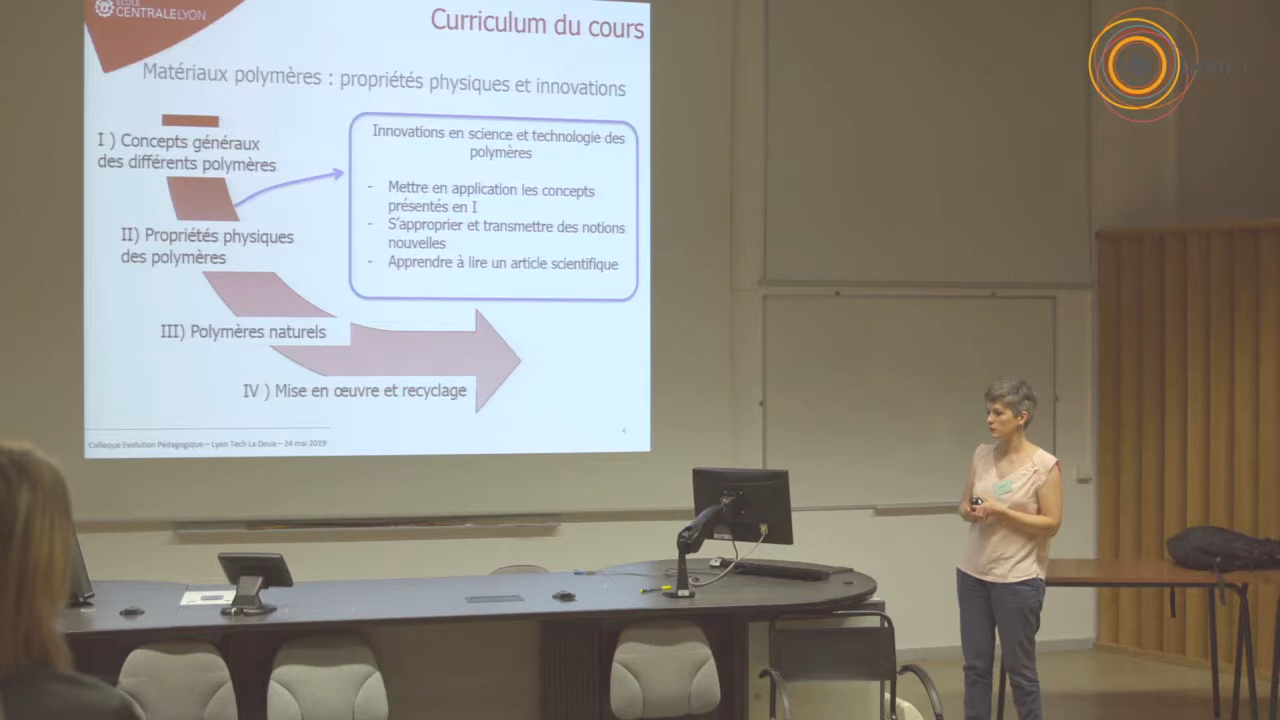 ECOLE
CENTRALELYON
Curriculum du cours
Matériaux polymères : propriétés physiques et innovations
I ) Concepts généraux
des différents polymères
Innovations en science et technologie des
polymères
- Mettre en application les concepts
présentés en I
- S'approprier et transmettre des notions
nouvelles
- Apprendre à lire un article scientifique
II) Propriétés physiques
des polymères
III) Polymères naturels
IV ) Mise en œuvre et recyclage
Colloque Evolution Pédagogique – Lyon Tech La Doua – 24 mai 2019
4